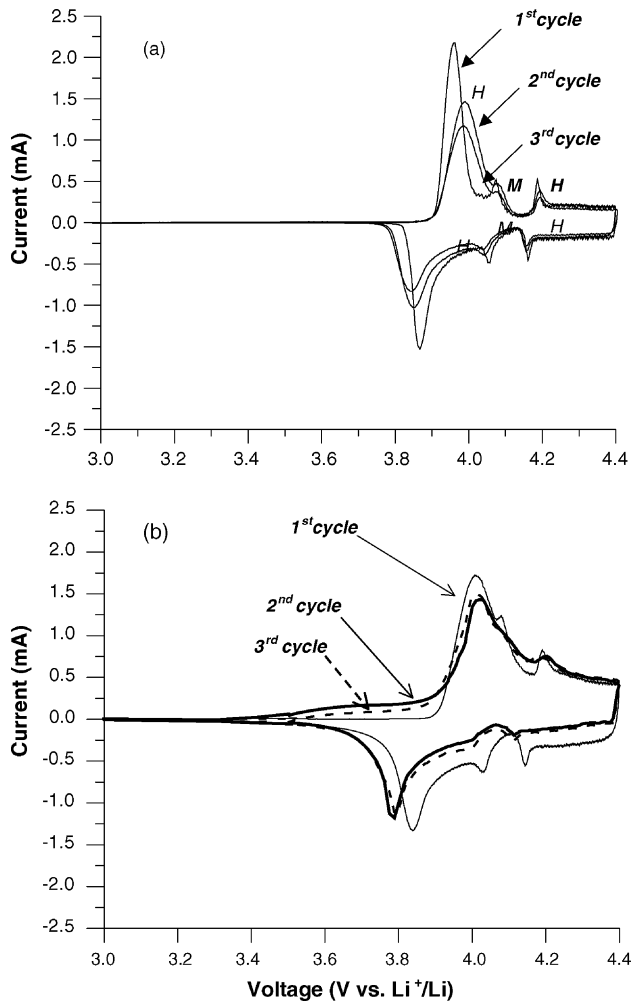 (a)
1st cycle
2nd cycle
3rd cycle
H
M
H
H
M
H
Current (mA)
2.5
2.0
1.5
1.0
0.5
0.0
-0.5
-1.0
-1.5
-2.0
-2.5
3.0 3.2 3.4 3.6 3.8 4.0 4.2 4.4
(b)
1st cycle
2nd cycle
3rd cycle
Current (mA)
2.5
2.0
1.5
1.0
0.5
0.0
-0.5
-1.0
-1.5
-2.0
-2.5
3.0 3.2 3.4 3.6 3.8 4.0 4.2 4.4
Voltage (V vs. Li+/Li)